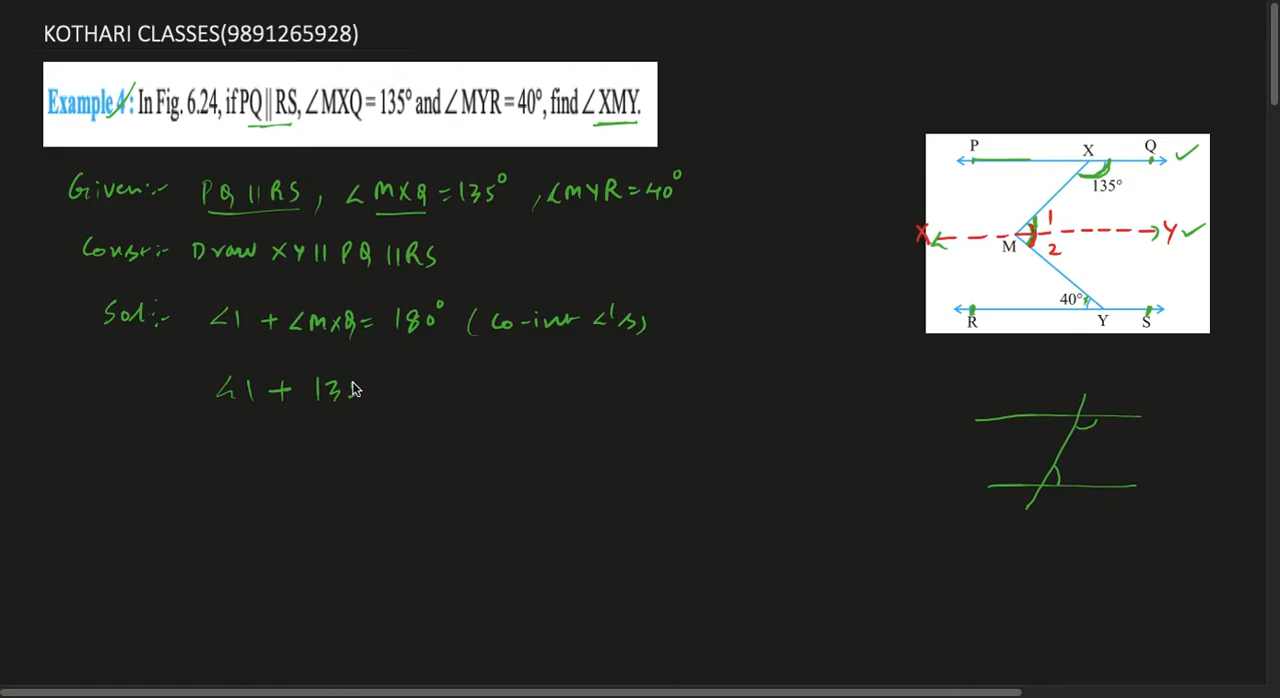 KOTHARI CLASSES(9891265928)
Example 4 : In Fig. 6.24, if PQ || RS, ∠ MXQ = 135° and ∠ MYR = 40°, find ∠ XMY.
Given:- PQ || RS, ∠MXQ = 135°, ∠MYR = 40°
Const:- Draw XY || PQ || RS
Sol:- ∠1 + ∠MXQ = 180° (co-int ∠'s)
∠1 + 135
P X Q
135°
X 1 Y
M 2
40°
R Y S